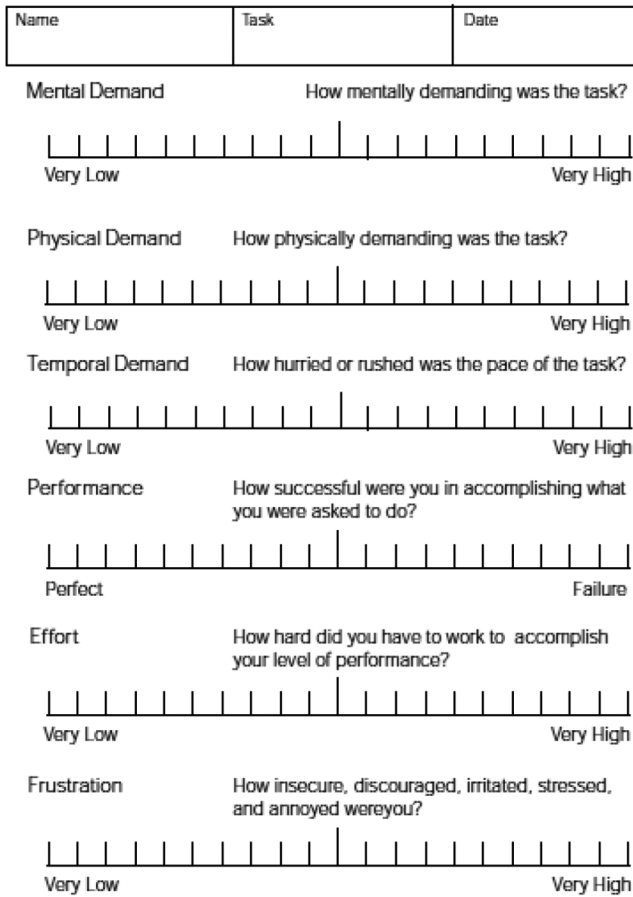 Name Task Date
Mental Demand How mentally demanding was the task?
Very Low Very High
Physical Demand How physically demanding was the task?
Very Low Very High
Temporal Demand How hurried or rushed was the pace of the task?
Very Low Very High
Performance How successful were you in accomplishing what
you were asked to do?
Perfect Failure
Effort How hard did you have to work to accomplish
your level of performance?
Very Low Very High
Frustration How insecure, discouraged, irritated, stressed,
and annoyed wereyou?
Very Low Very High